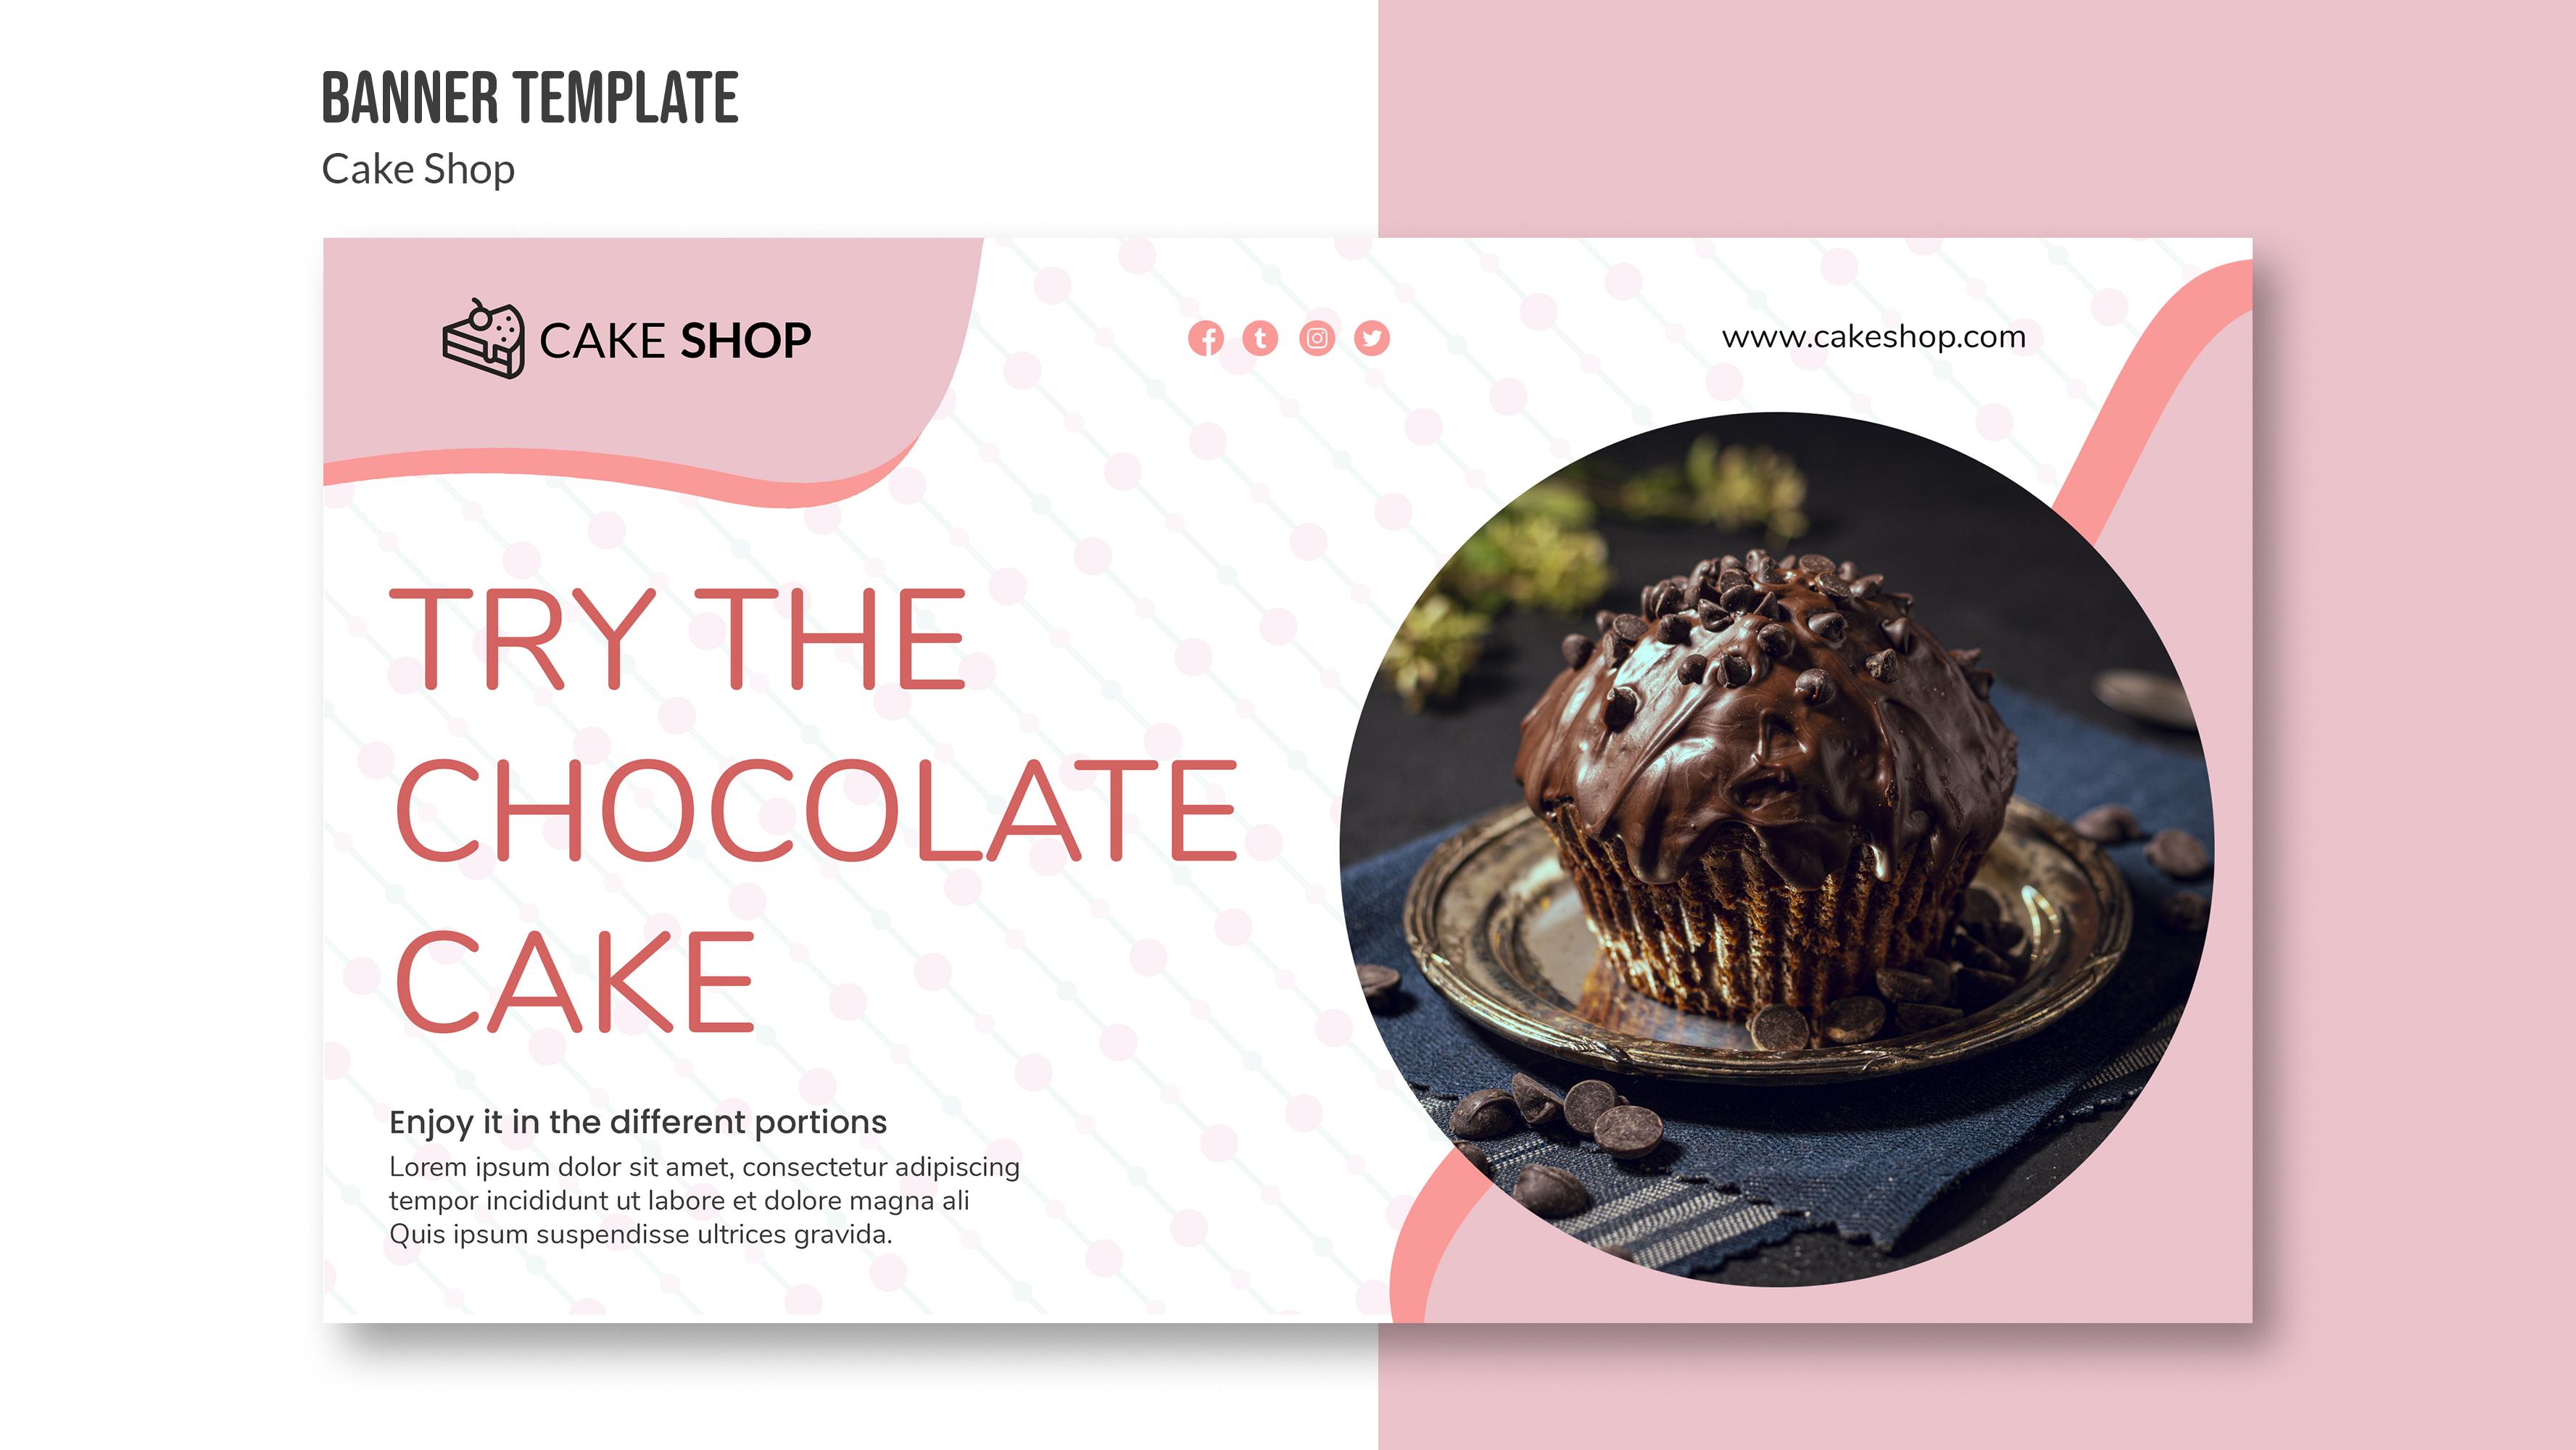 BANNER TEMPLATE
Cake Shop
CAKE SHOP
www.cakeshop.com
TRY THE
CHOCOLATE
CAKE
Enjoy it in the different portions
Lorem ipsum dolor sit amet, consectetur adipiscing
tempor incididunt ut labore et dolore magna ali
Quis ipsum suspendisse ultrices gravida.